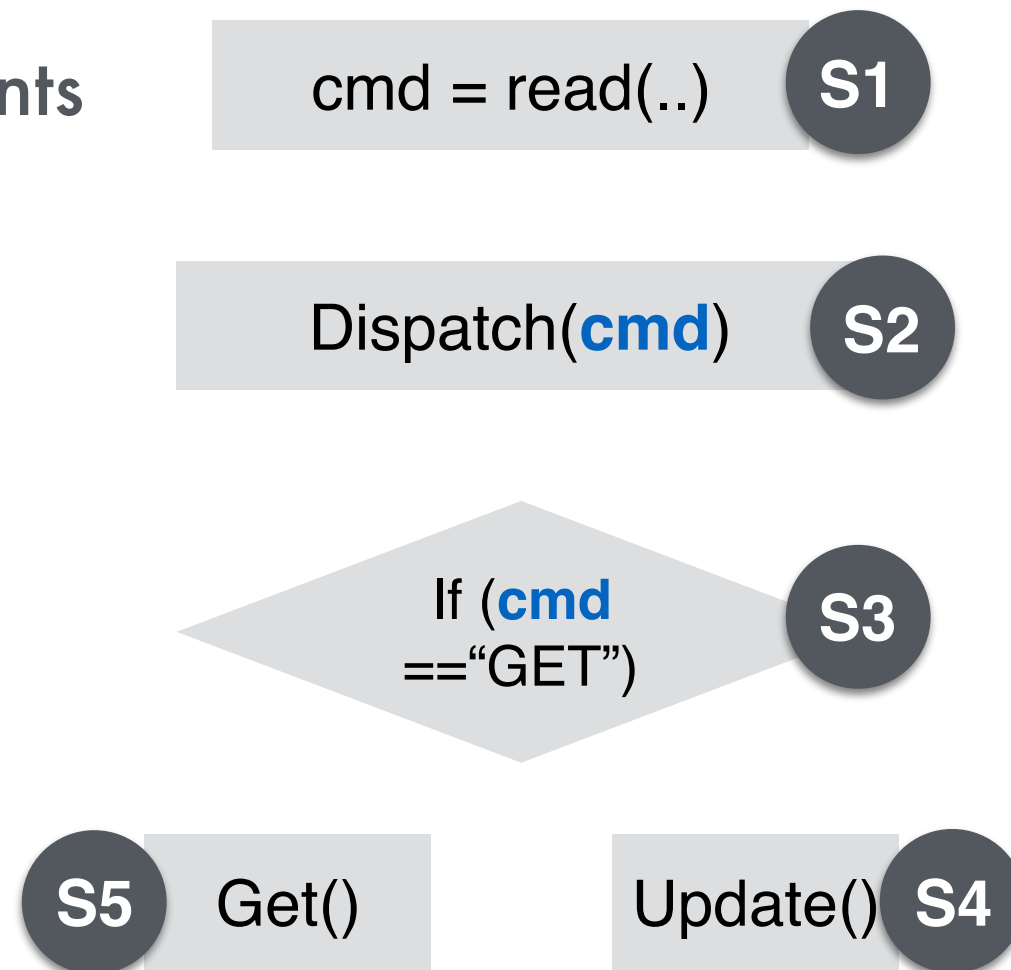 nts
cmd = read(..)
S1
Dispatch(cmd)
S2
If (cmd
==“GET”)
S3
S5
Get()
Update()
S4